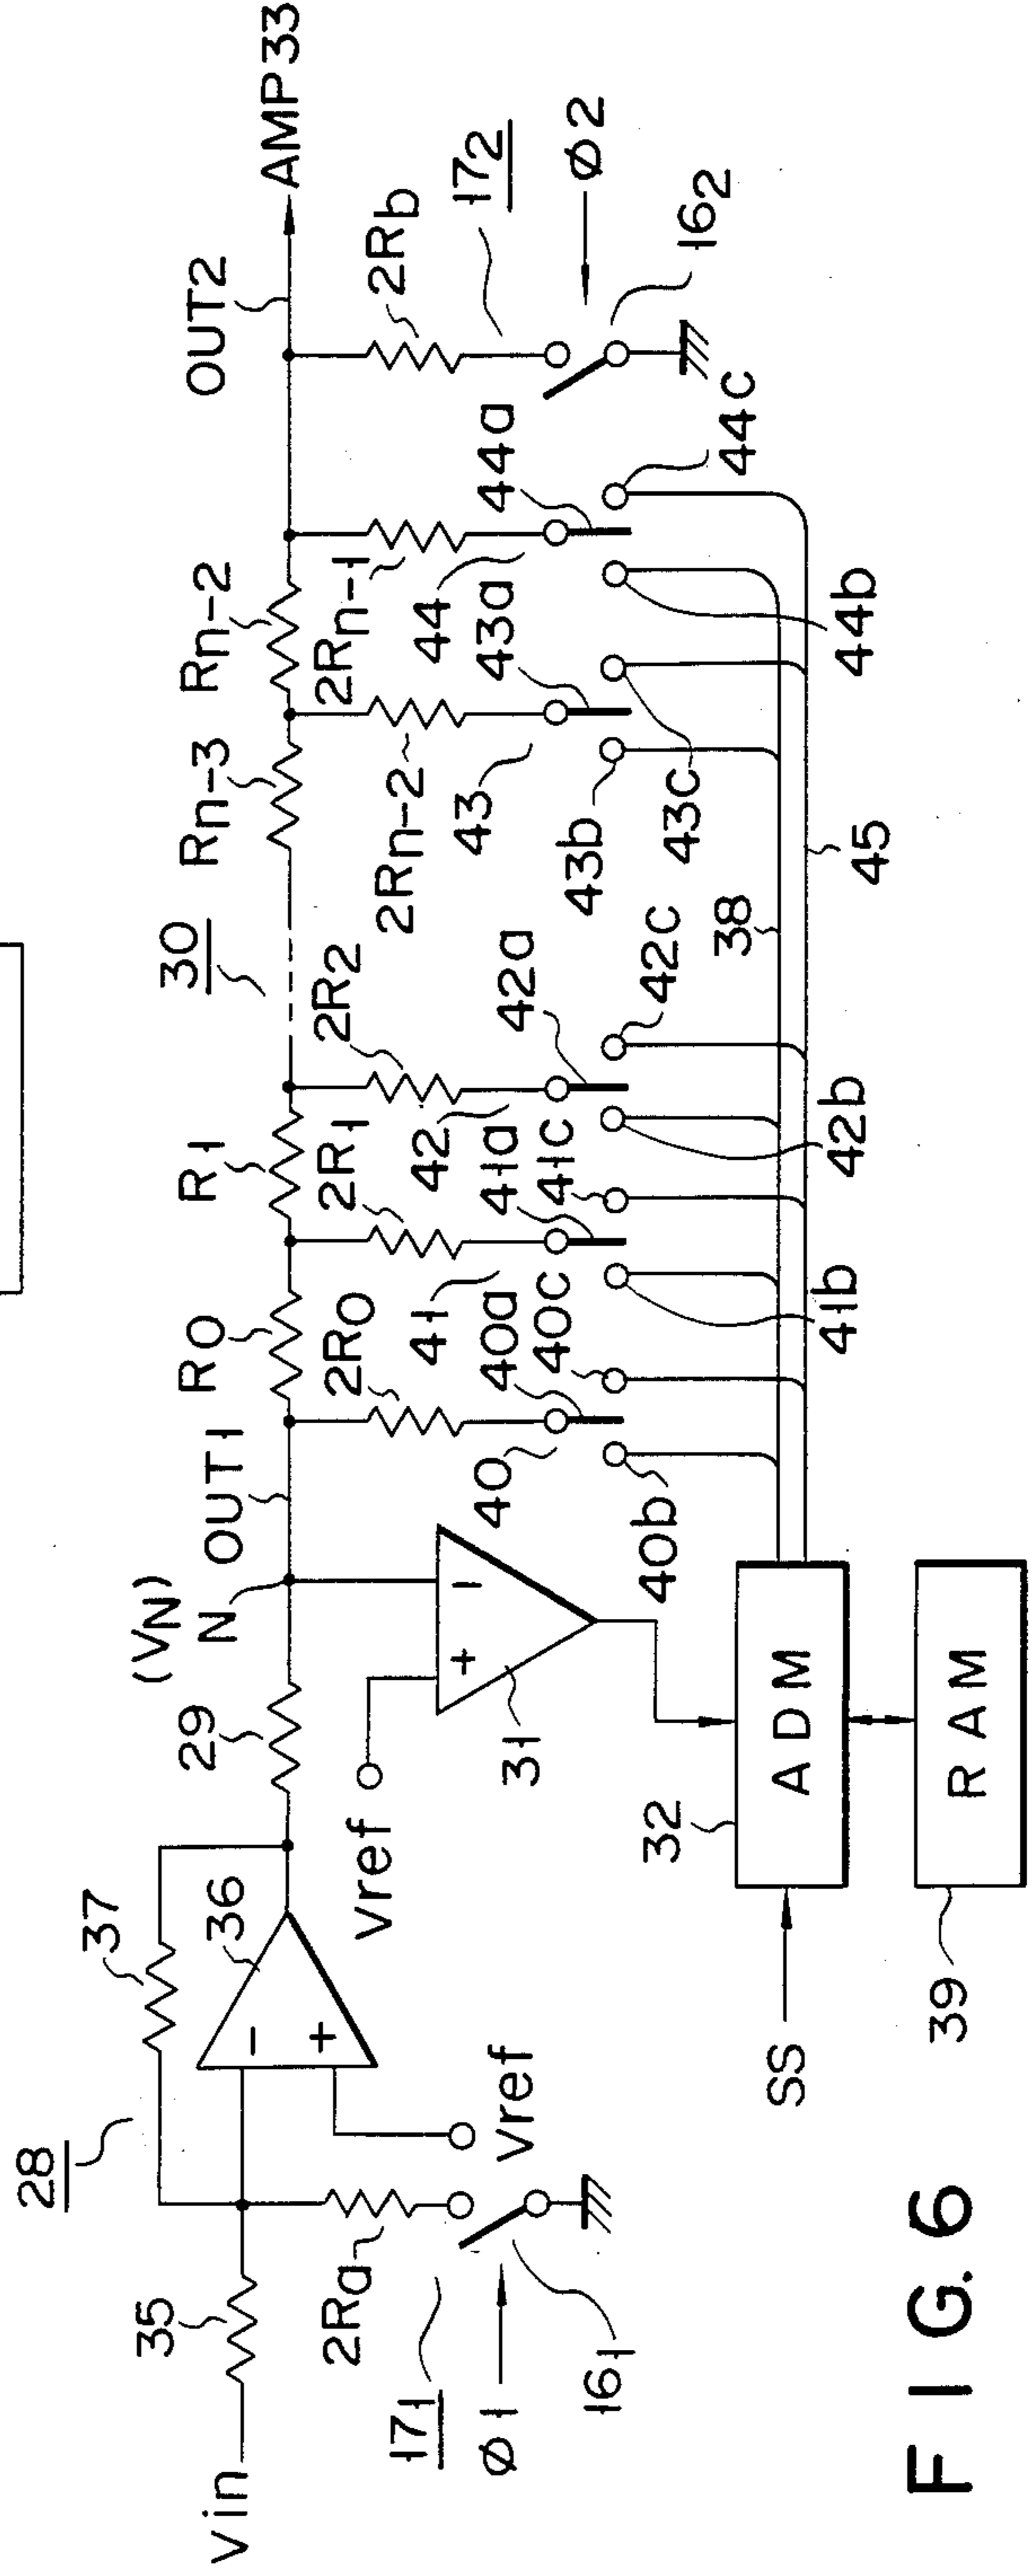 OUT2
AMP33
30
Rn-3
Rn-2
(VN)
N
OUT1
R0
R1
28
37
29
2R0
2R1
2R2
2Rn-2
2Rn-1
2Rb
172
ø2
162
Vin
35
36
-
+
Vref
2Ra
171
ø1
161
Vref
+
-
31
40
40a
40c
40b
41
41a
41c
41b
42
42a
42c
42b
43
43a
43b
43c
44
44a
44c
44b
38
45
SS
32
ADM
39
RAM
FIG. 6